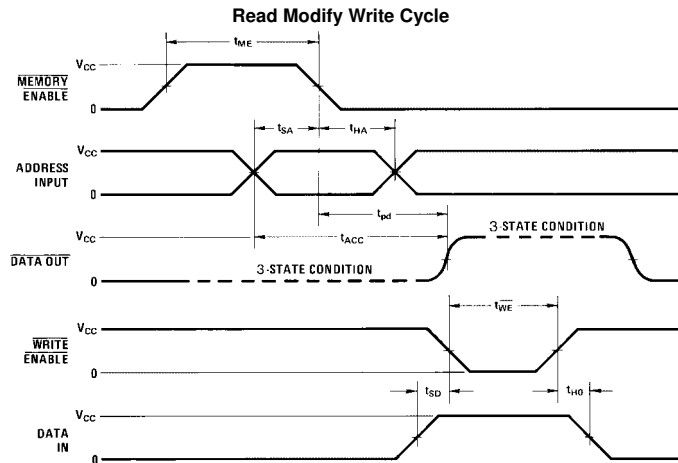 Read Modify Write Cycle
tME
VCC
MEMORY
ENABLE
0
tSA
tHA
VCC
ADDRESS
INPUT
0
tpd
tACC
VCC
3-STATE CONDITION
DATA OUT
3-STATE CONDITION
0
tWE
VCC
WRITE
ENABLE
0
tSD
tHD
VCC
DATA
IN
0